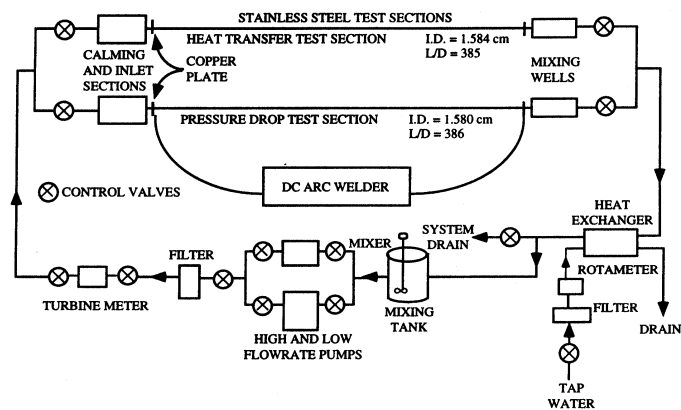 STAINLESS STEEL TEST SECTIONS
HEAT TRANSFER TEST SECTION
I.D. = 1.584 cm
L/D = 385
CALMING
AND INLET
SECTIONS
COPPER
PLATE
MIXING
WELLS
PRESSURE DROP TEST SECTION
I.D. = 1.580 cm
L/D = 386
DC ARC WELDER
CONTROL VALVES
HEAT
EXCHANGER
SYSTEM
DRAIN
MIXER
FILTER
ROTAMETER
TURBINE METER
MIXING
TANK
FILTER
DRAIN
HIGH AND LOW
FLOWRATE PUMPS
TAP
WATER